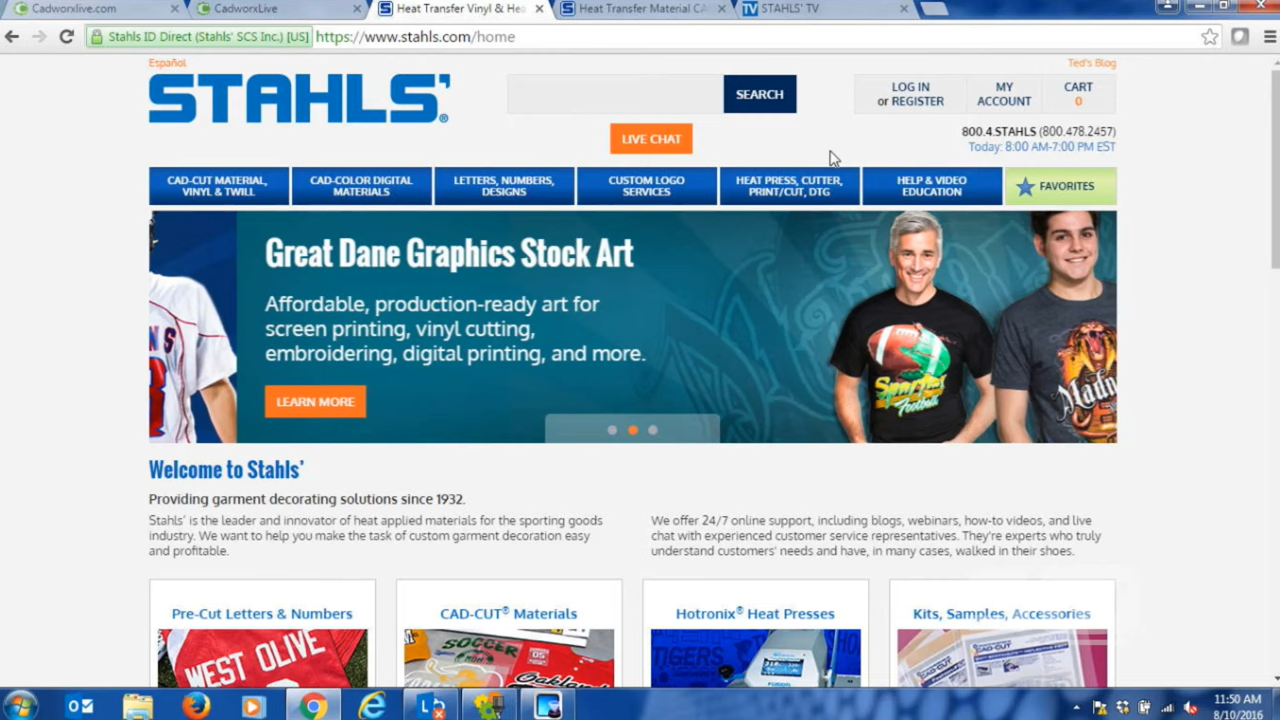 Cadworxlive.com
CadworxLive
Heat Transfer Vinyl & Hea
Heat Transfer Material CA
TV STAHLS' TV
Stahls ID Direct (Stahls' SCS Inc.) [US]
https://www.stahls.com/home
Español
Ted's Blog
STAHLS'®
SEARCH
LOG IN
or REGISTER
MY
ACCOUNT
CART
0
LIVE CHAT
800.4.STAHLS (800.478.2457)
Today: 8:00 AM-7:00 PM EST
CAD-CUT MATERIAL,
VINYL & TWILL
CAD-COLOR DIGITAL
MATERIALS
LETTERS, NUMBERS,
DESIGNS
CUSTOM LOGO
SERVICES
HEAT PRESS, CUTTER,
PRINT/CUT, DTG
HELP & VIDEO
EDUCATION
FAVORITES
Great Dane Graphics Stock Art
Affordable, production-ready art for
screen printing, vinyl cutting,
embroidering, digital printing, and more.
LEARN MORE
Spartans
Football
Welcome to Stahls'
Providing garment decorating solutions since 1932.
Stahls' is the leader and innovator of heat applied materials for the sporting goods
industry. We want to help you make the task of custom garment decoration easy
and profitable.
We offer 24/7 online support, including blogs, webinars, how-to videos, and live
chat with experienced customer service representatives. They're experts who truly
understand customers' needs and have, in many cases, walked in their shoes.
Pre-Cut Letters & Numbers
CAD-CUT® Materials
Hotronix® Heat Presses
Kits, Samples, Accessories
WEST OLIVE
SOCCER
Oakland
TIGERS
FUSION
CAD-CUT
11:50 AM
8/10/2016